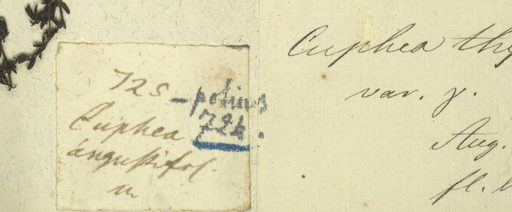 725
– potius
724.
Cuphea
angustifol.
m
Cuphea thy
var. γ.
Aug.
fl.